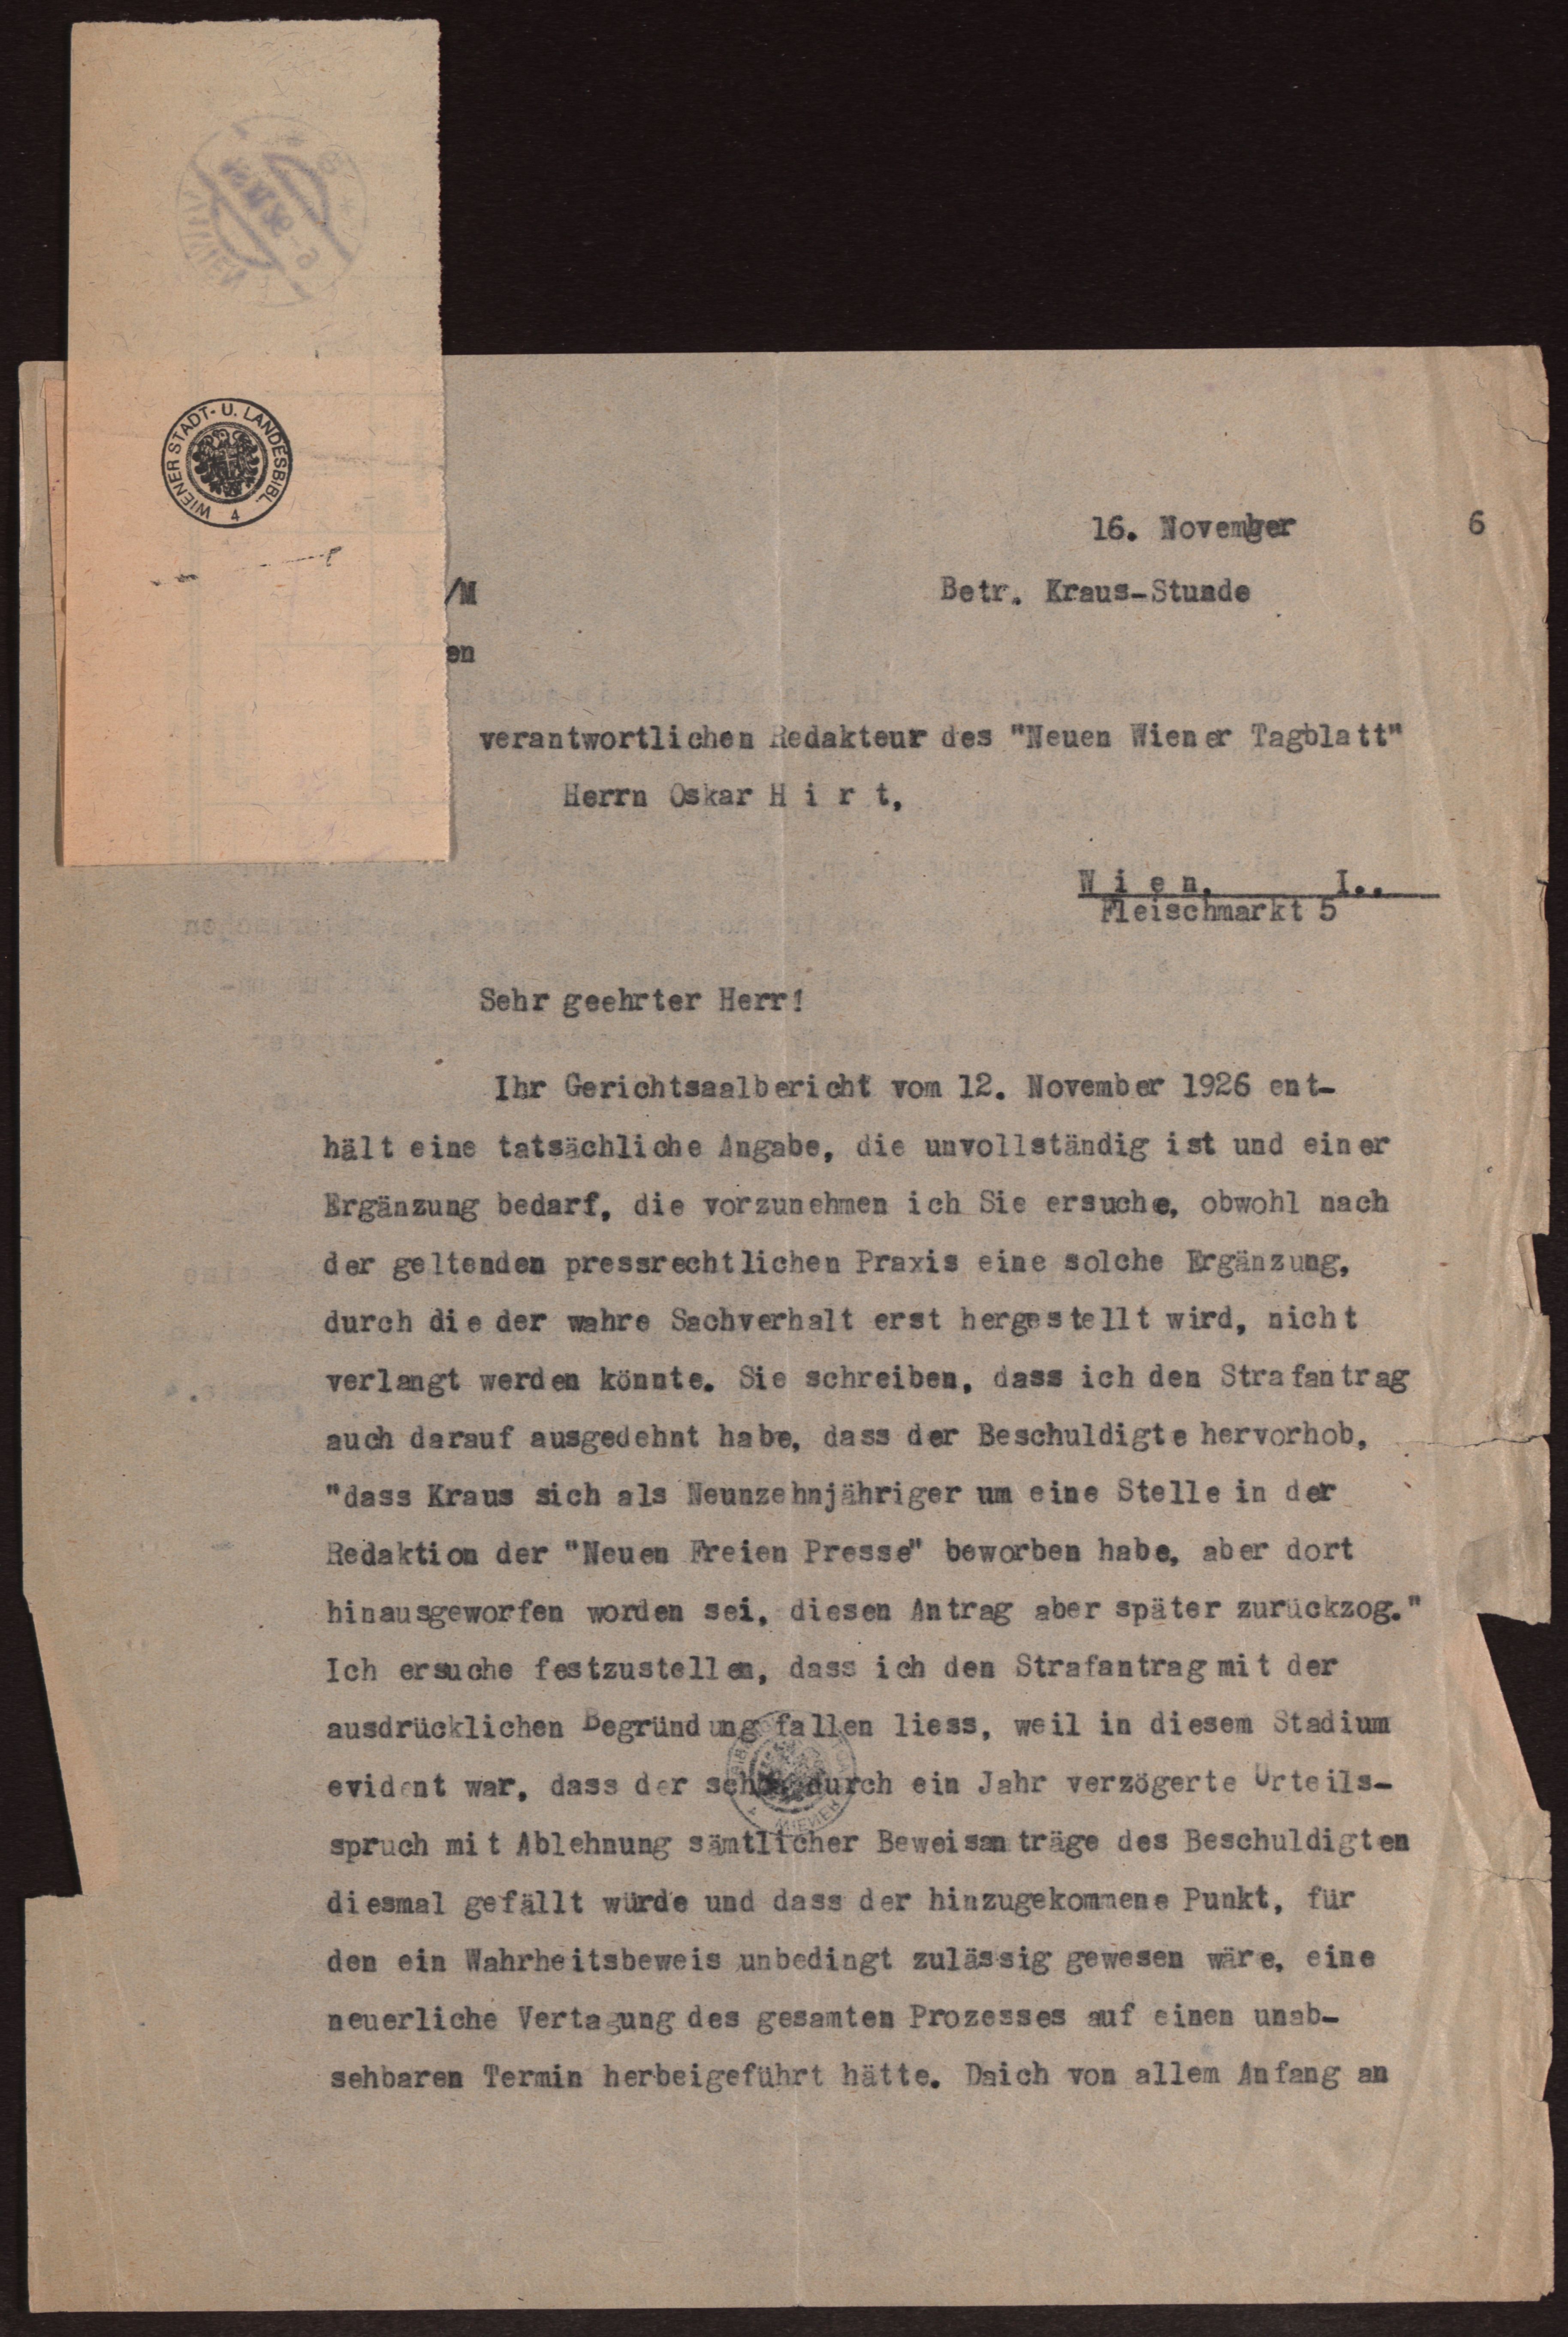 WIENER STADT- U. LANDESBIBL. 4
16. November 6
/M Betr. Kraus-Stunde
en
verantwortlichen Redakteur des "Neuen Wiener Tagblatt"
Herrn Oskar H i r t,
W i e n, I.,
Fleischmarkt 5
Sehr geehrter Herr!
Ihr Gerichtsaalbericht vom 12. November 1926 ent-
hält eine tatsächliche Angabe, die unvollständig ist und einer
Ergänzung bedarf, die vorzunehmen ich Sie ersuche, obwohl nach
der geltenden pressrechtlichen Praxis eine solche Ergänzung,
durch die der wahre Sachverhalt erst hergestellt wird, nicht
verlangt werden könnte. Sie schreiben, dass ich den Strafantrag
auch darauf ausgedehnt habe, dass der Beschuldigte hervorhob,
"dass Kraus sich als Neunzehnjähriger um eine Stelle in der
Redaktion der "Neuen Freien Presse" beworben habe, aber dort
hinausgeworfen worden sei, diesen Antrag aber später zurückzog."
Ich ersuche festzustellen, dass ich den Strafantrag mit der
ausdrücklichen Begründung fallen liess, weil in diesem Stadium
evident war, dass der schon durch ein Jahr verzögerte Urteils-
spruch mit Ablehnung sämtlicher Beweisanträge des Beschuldigten
diesmal gefällt würde und dass der hinzugekommene Punkt, für
den ein Wahrheitsbeweis unbedingt zulässig gewesen wäre, eine
neuerliche Vertagung des gesamten Prozesses auf einen unab-
sehbaren Termin herbeigeführt hätte. Daich von allem Anfang an